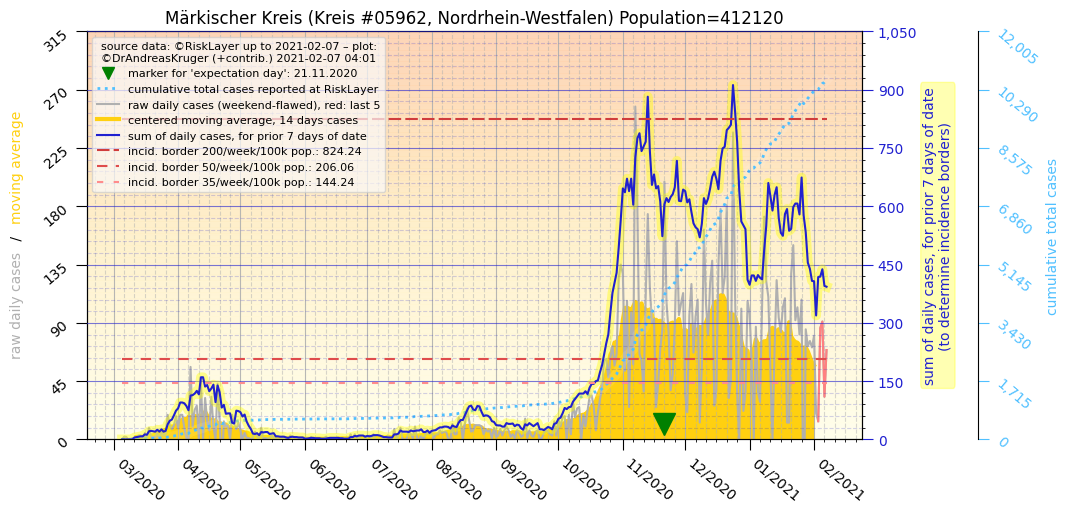 Märkischer Kreis (Kreis #05962, Nordrhein-Westfalen) Population=412120
source data: ©RiskLayer up to 2021-02-07 – plot:
©DrAndreasKruger (+contrib.) 2021-02-07 04:01
marker for 'expectation day': 21.11.2020
cumulative total cases reported at RiskLayer
raw daily cases (weekend-flawed), red: last 5
centered moving average, 14 days cases
sum of daily cases, for prior 7 days of date
incid. border 200/week/100k pop.: 824.24
incid. border 50/week/100k pop.: 206.06
incid. border 35/week/100k pop.: 144.24
raw daily cases / moving average
315
270
225
180
135
90
45
0
03/2020
04/2020
05/2020
06/2020
07/2020
08/2020
09/2020
10/2020
11/2020
12/2020
01/2021
02/2021
1,050
900
750
600
450
300
150
0
sum of daily cases, for prior 7 days of date
(to determine incidence borders)
12,005
10,290
8,575
6,860
5,145
3,430
1,715
0
cumulative total cases